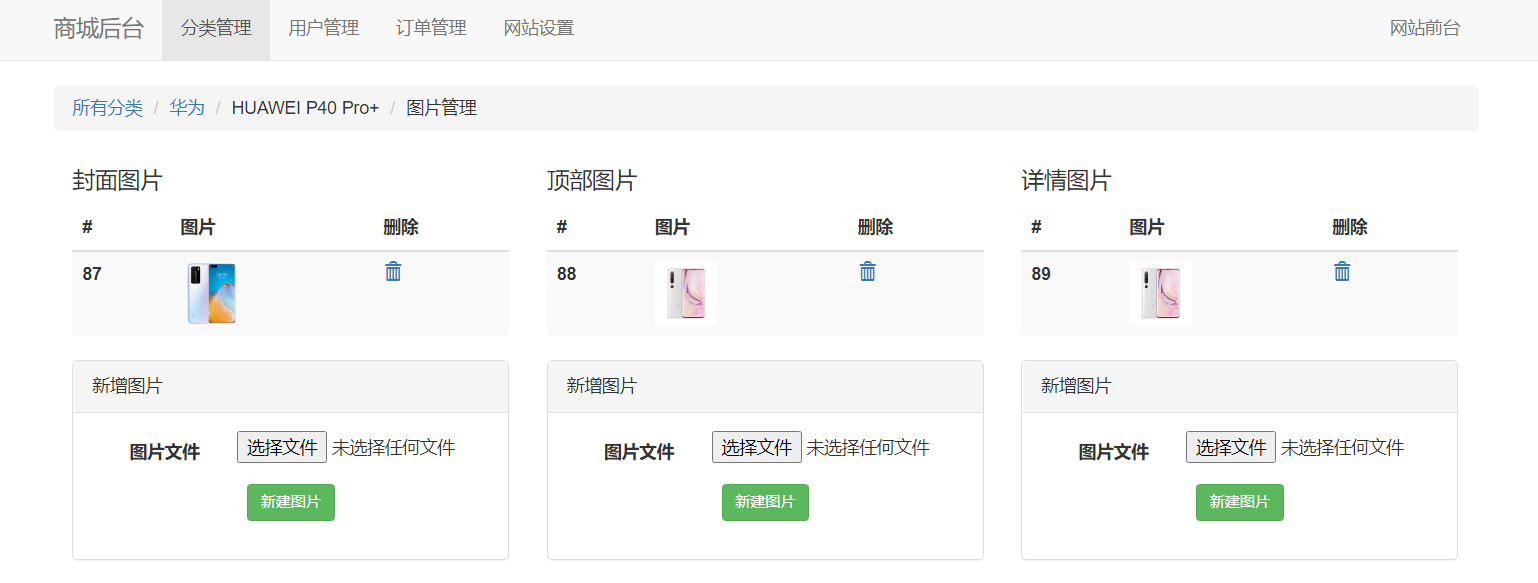 商城后台 分类管理 用户管理 订单管理 网站设置 网站前台
所有分类 / 华为 / HUAWEI P40 Pro+ / 图片管理
封面图片 顶部图片 详情图片
# 图片 删除 # 图片 删除 # 图片 删除
87 88 89
新增图片 新增图片 新增图片
图片文件 选择文件 未选择任何文件 图片文件 选择文件 未选择任何文件 图片文件 选择文件 未选择任何文件
新建图片 新建图片 新建图片